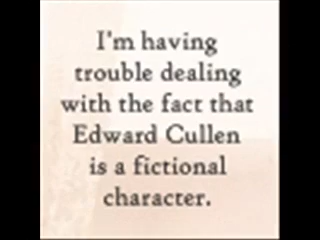 I'm having
trouble dealing
with the fact that
Edward Cullen
is a fictional
character.